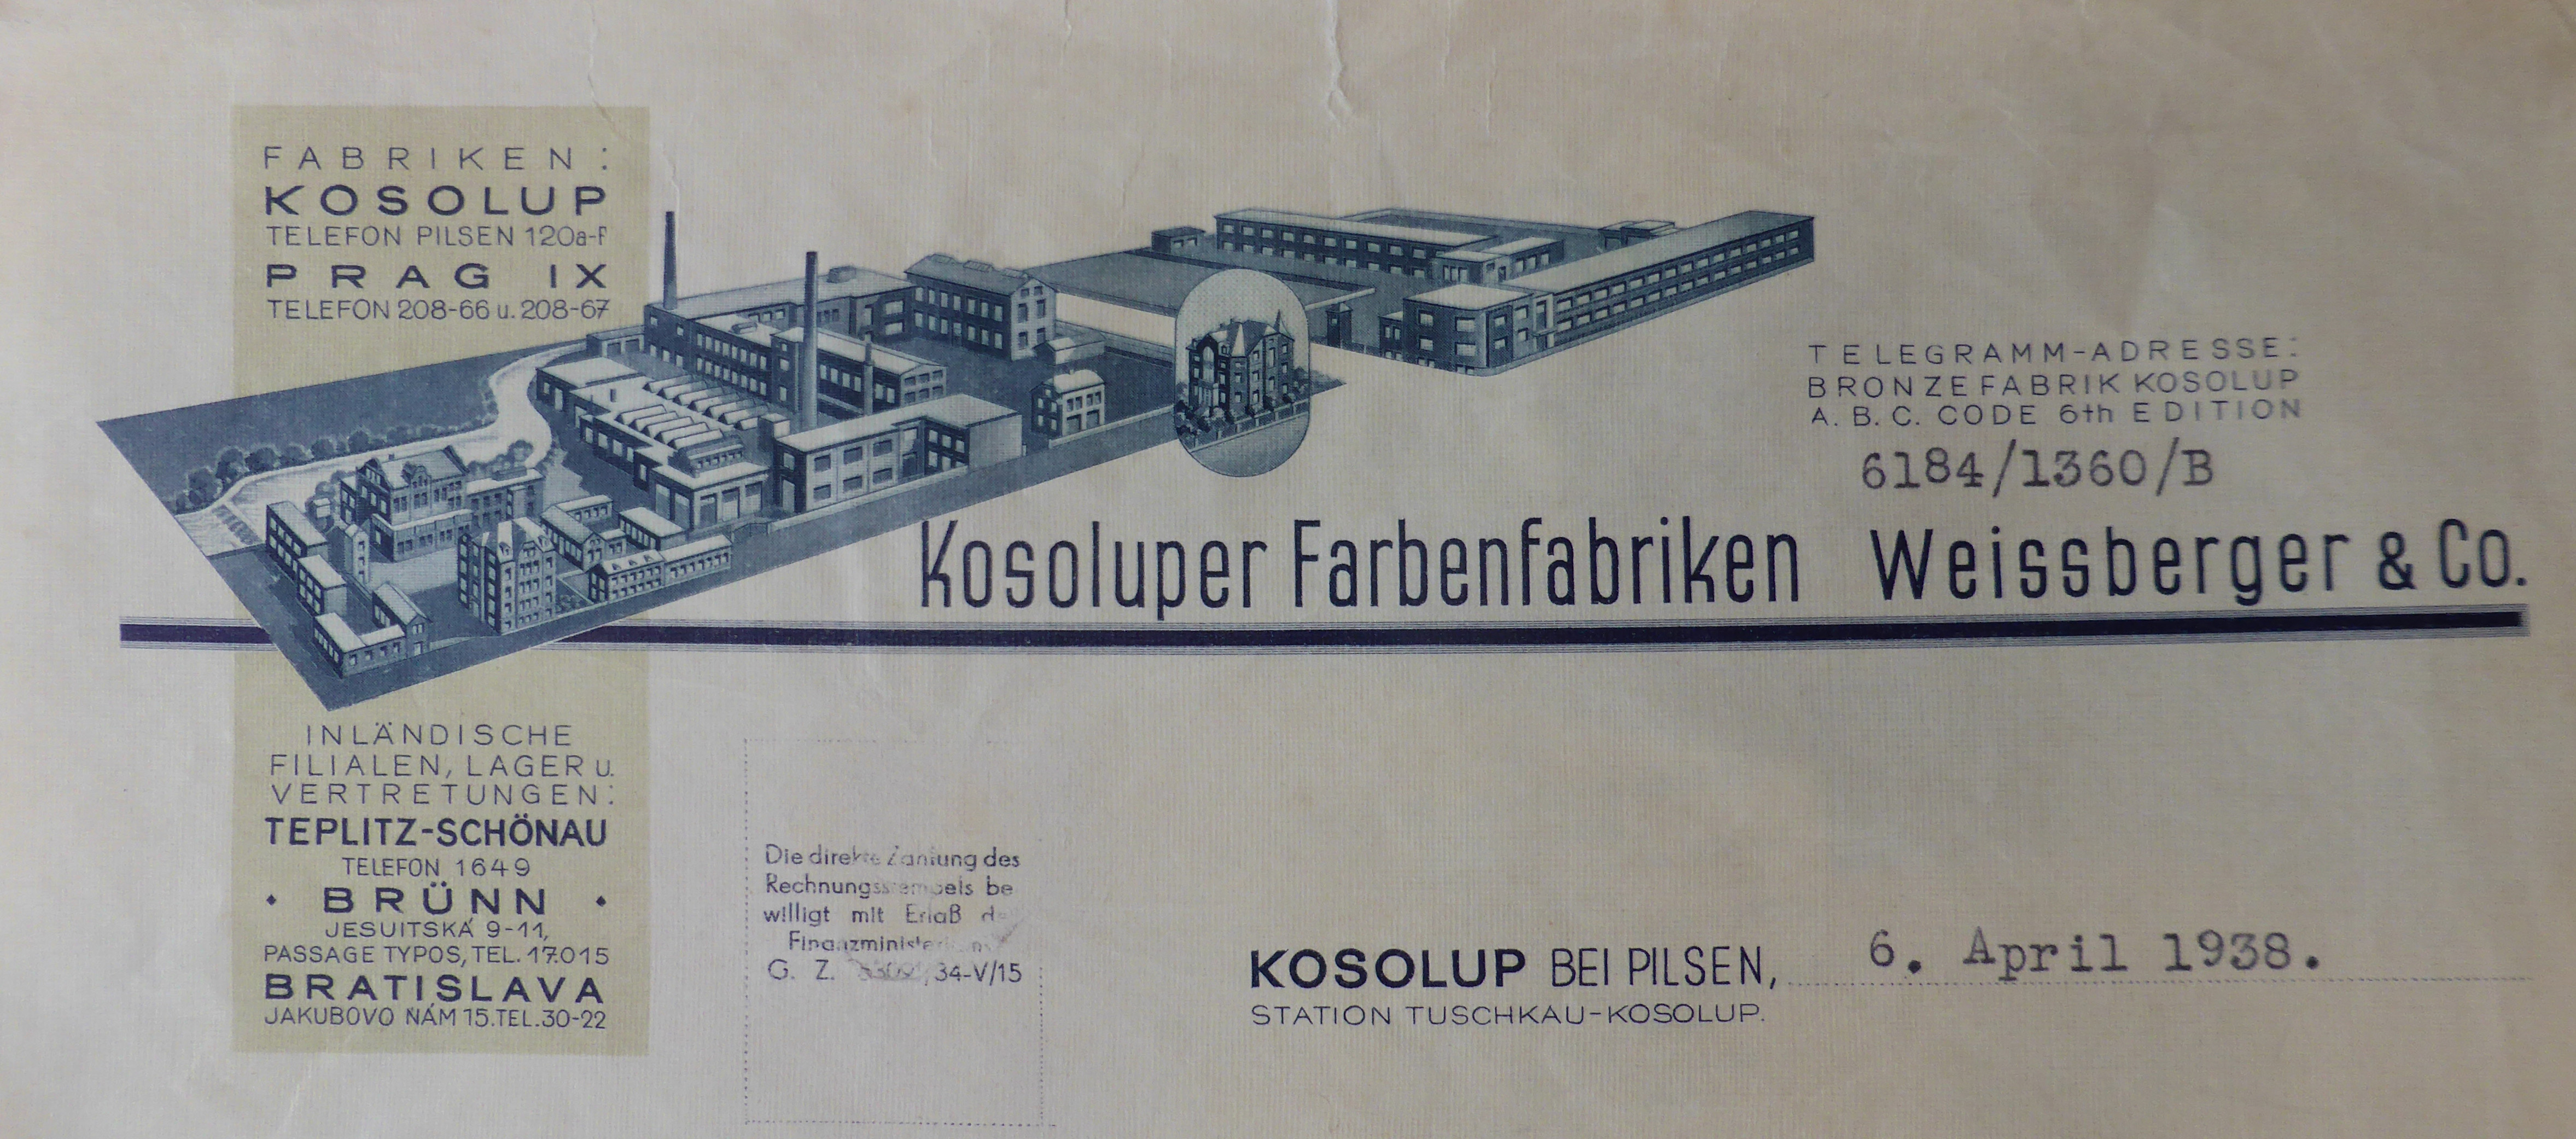 FABRIKEN:
KOSOLUP
TELEFON PILSEN 120a-f
PRAG IX
TELEFON 208-66 u. 208-67
TELEGRAMM-ADRESSE:
BRONZEFABRIK KOSOLUP
A. B. C. CODE 6th EDITION
6184/1360/B
Kosoluper Farbenfabriken Weissberger & Co.
INLÄNDISCHE
FILIALEN, LAGER u.
VERTRETUNGEN:
TEPLITZ-SCHÖNAU
TELEFON 1649
• BRÜNN •
JESUITSKÁ 9-11,
PASSAGE TYPOS, TEL. 17.015
BRATISLAVA
JAKUBOVO NÁM 15. TEL. 30-22
Die direkte Zahlung des
Rechnungsstempels be
willigt mit Erlaß
Finanzministeriums
G. Z. 34-V/15
KOSOLUP BEI PILSEN, 6. April 1938.
STATION TUSCHKAU-KOSOLUP.